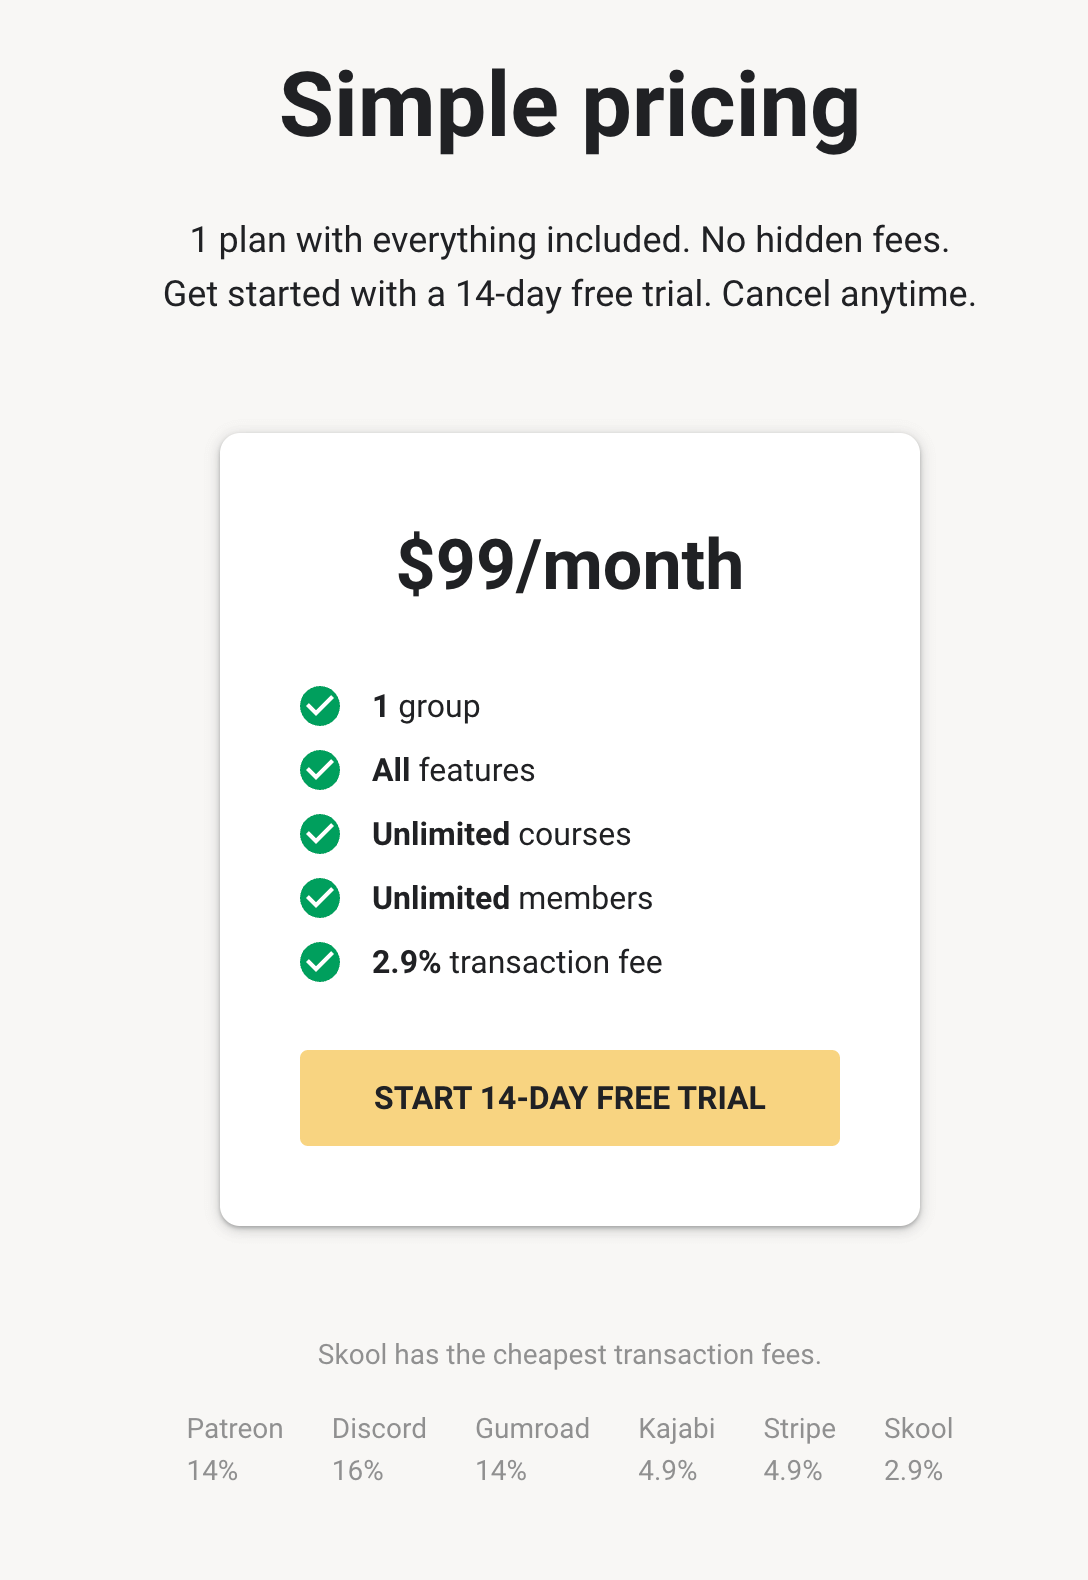 Simple pricing
1 plan with everything included. No hidden fees.
Get started with a 14-day free trial. Cancel anytime.
$99/month
1 group
All features
Unlimited courses
Unlimited members
2.9% transaction fee
START 14-DAY FREE TRIAL
Skool has the cheapest transaction fees.
Patreon Discord Gumroad Kajabi Stripe Skool
14% 16% 14% 4.9% 4.9% 2.9%